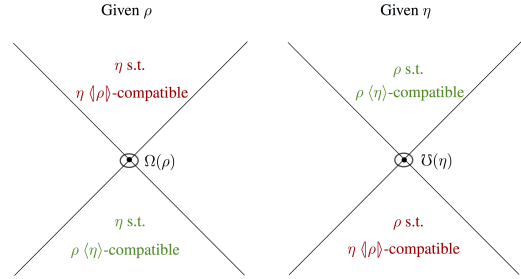 Given ρ
η s.t.
η ⦉ρ⦊-compatible
Ω(ρ)
η s.t.
ρ ⟨η⟩-compatible
Given η
ρ s.t.
ρ ⟨η⟩-compatible
℧(η)
ρ s.t.
η ⦉ρ⦊-compatible